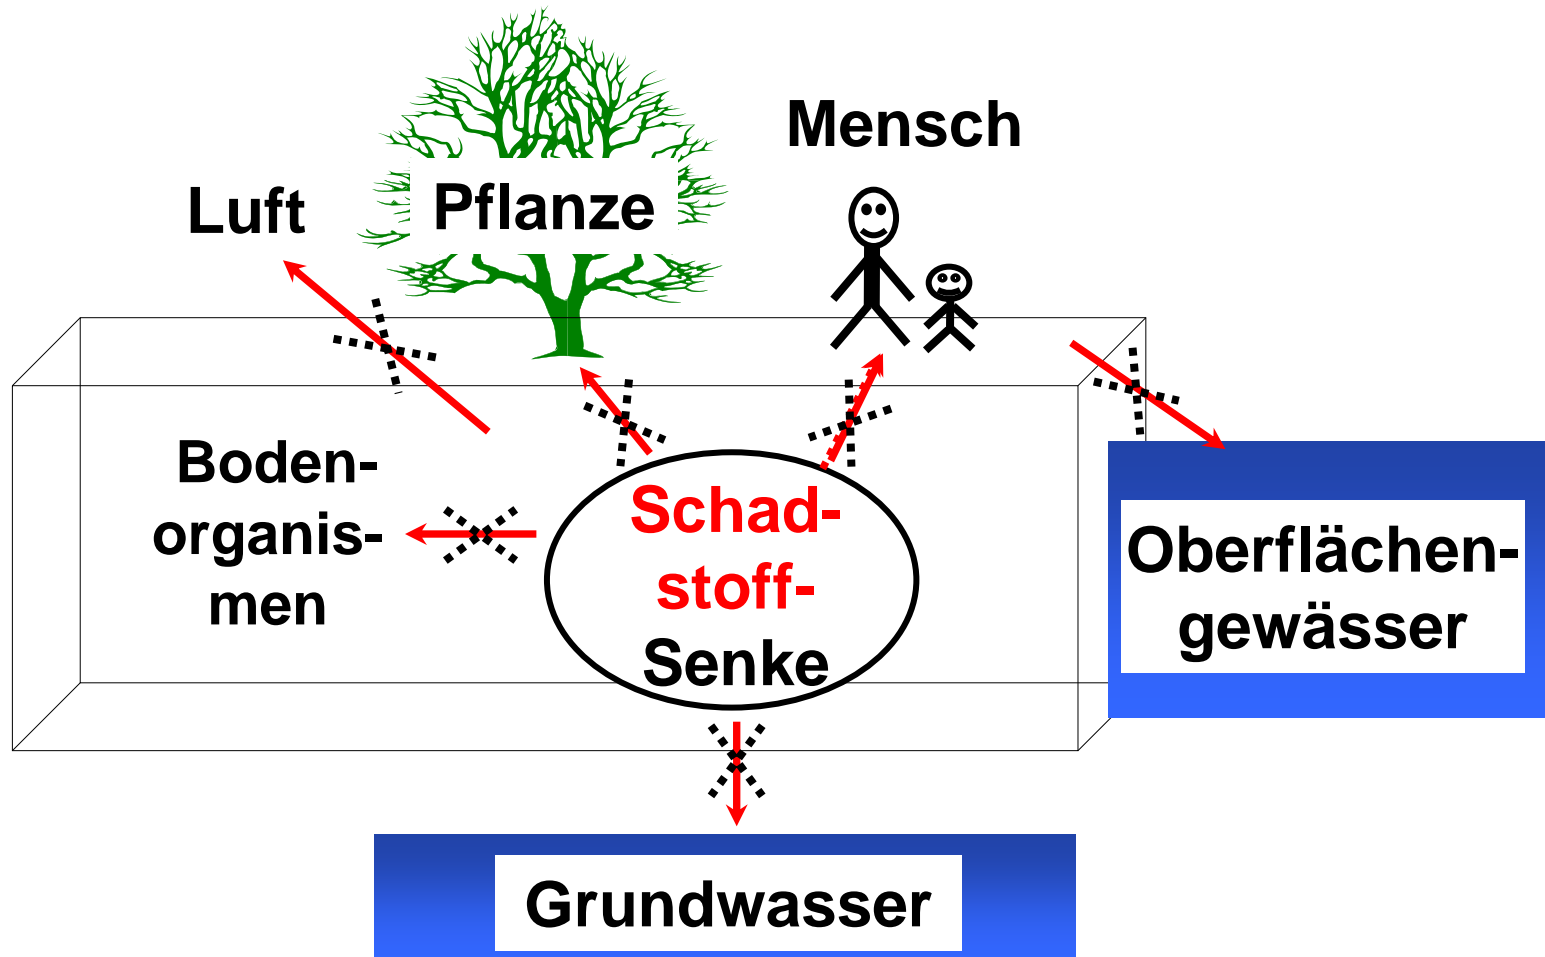 Mensch
Luft
Pflanze
Boden-
organis-
men
Schad-
stoff-
Senke
Oberflächen-
gewässer
Grundwasser